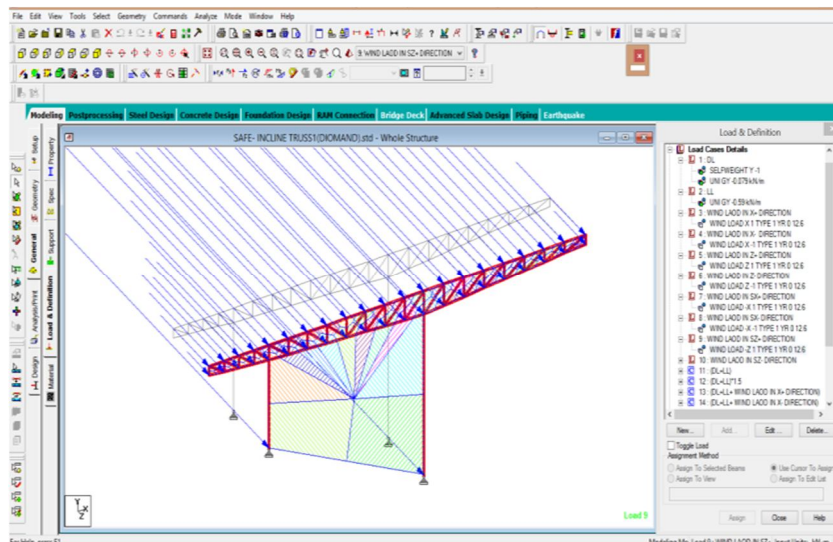 File Edit View Tools Select Geometry Commands Analyze Mode Window Help
9: WIND LAOD IN SZ+ DIRECTION
Modeling Postprocessing Steel Design Concrete Design Foundation Design RAM Connection Bridge Deck Advanced Slab Design Piping Earthquake
SAFE- INCLINE TRUSS1(DIOMAND).std - Whole Structure
Setup
Geometry
General
Analysis/Print
Design
Property
Spec
Support
Load & Definition
Material
Y
X
Z
Load 9
Load & Definition
Load Cases Details
1 : DL
SELFWEIGHT Y -1
UNI GY -0.079 kN/m
2 : LL
UNI GY -0.59 kN/m
3 : WIND LAOD IN X+ DIRECTION
WIND LOAD X 1 TYPE 1 YR 0 12.6
4 : WIND LAOD IN X- DIRECTION
WIND LOAD X -1 TYPE 1 YR 0 12.6
5 : WIND LAOD IN Z+ DIRECTION
WIND LOAD Z 1 TYPE 1 YR 0 12.6
6 : WIND LAOD IN Z- DIRECTION
WIND LOAD Z -1 TYPE 1 YR 0 12.6
7 : WIND LAOD IN SX+ DIRECTION
WIND LOAD -X 1 TYPE 1 YR 0 12.6
8 : WIND LAOD IN SX- DIRECTION
WIND LOAD -X -1 TYPE 1 YR 0 12.6
9 : WIND LAOD IN SZ+ DIRECTION
WIND LOAD -Z 1 TYPE 1 YR 0 12.6
10 : WIND LAOD IN SZ- DIRECTION
11 : (DL+LL)
12 : (DL+LL)*1.5
13 : (DL+LL+ WIND LAOD IN X+ DIRECTION)
14 : (DL+LL+ WIND LAOD IN X- DIRECTION)
New... Add... Edit... Delete...
Toggle Load
Assignment Method
Assign To Selected Beams Use Cursor To Assign
Assign To View Assign To Edit List
Assign Close Help